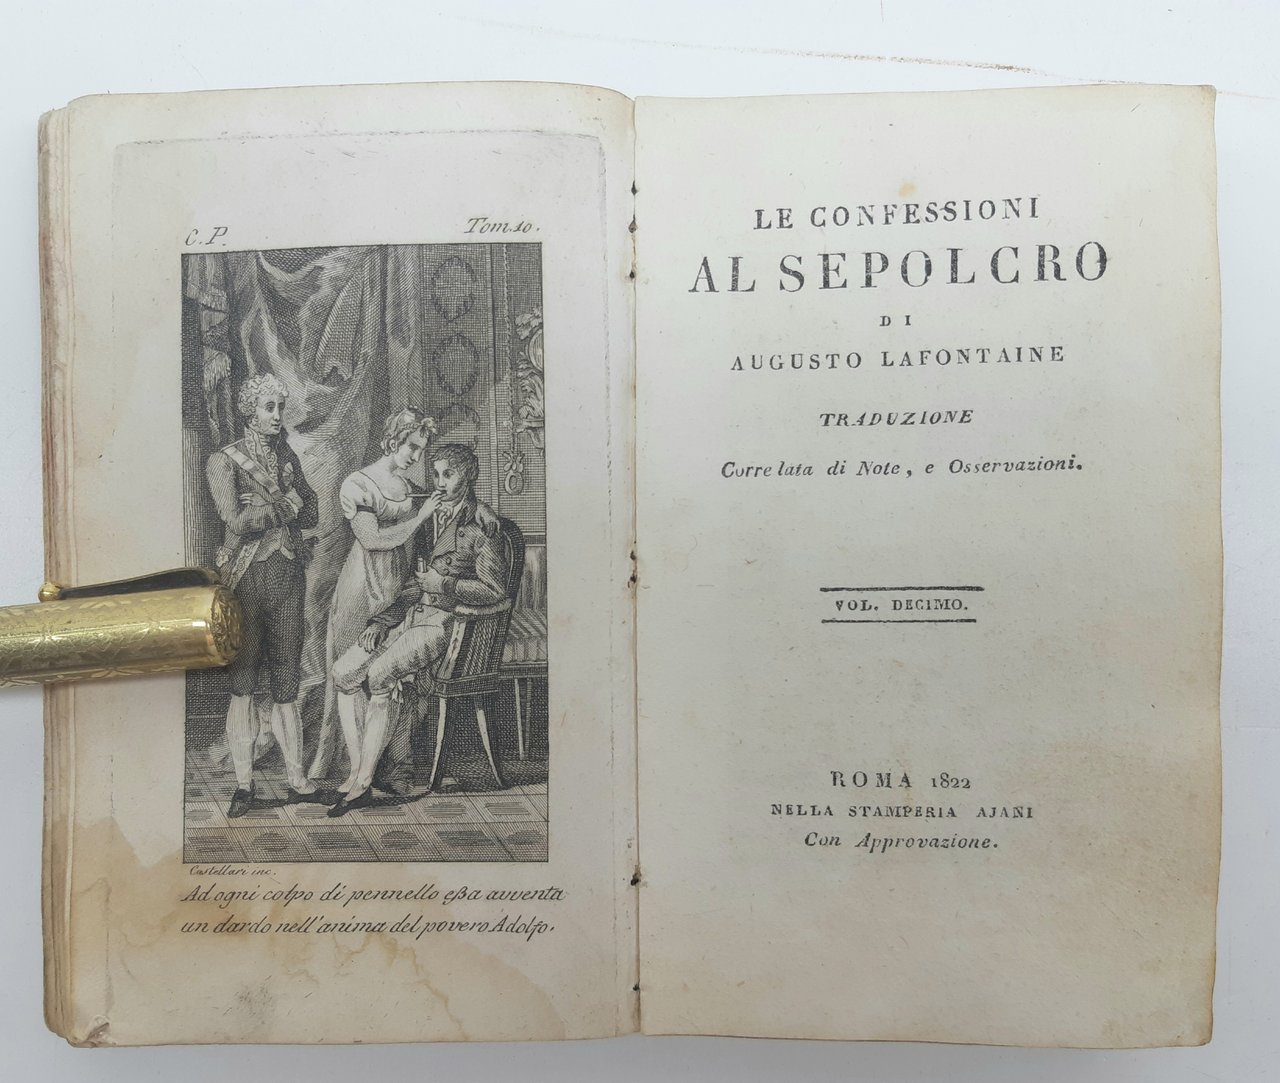 C. P.
Tom. 10.
Castellari inc.
Ad ogni colpo di pennello eßa avventa
un dardo nell'anima del povero Adolfo.
LE CONFESSIONI
AL SEPOLCRO
DI
AUGUSTO LAFONTAINE
TRADUZIONE
Correlata di Note, e Osservazioni.
VOL. DECIMO.
ROMA 1822
NELLA STAMPERIA AJANI
Con Approvazione.